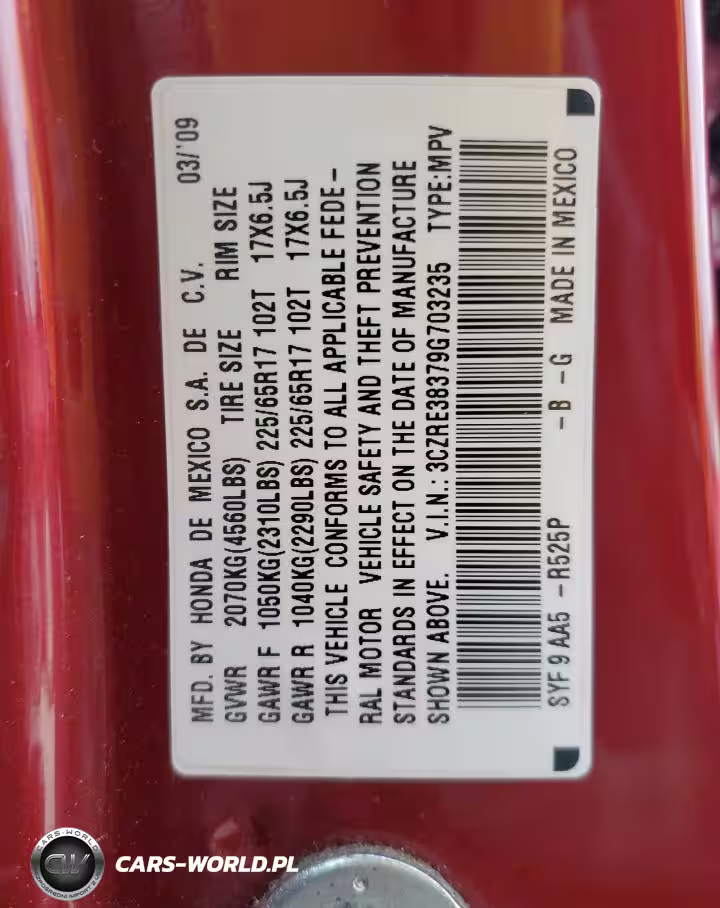 MFD. BY HONDA DE MEXICO S.A. DE C.V. 03/'09
GVWR 2070KG(4560LBS) TIRE SIZE RIM SIZE
GAWR F 1050KG(2310LBS) 225/65R17 102T 17X6.5J
GAWR R 1040KG(2290LBS) 225/65R17 102T 17X6.5J
THIS VEHICLE CONFORMS TO ALL APPLICABLE FEDE-
RAL MOTOR VEHICLE SAFETY AND THEFT PREVENTION
STANDARDS IN EFFECT ON THE DATE OF MANUFACTURE
SHOWN ABOVE. V.I.N.: 3CZRE38379G703235 TYPE:MPV
SYF 9 AA5 -R525P -B -G MADE IN MEXICO
CARS-WORLD
CW
CARS-WORLD.PL